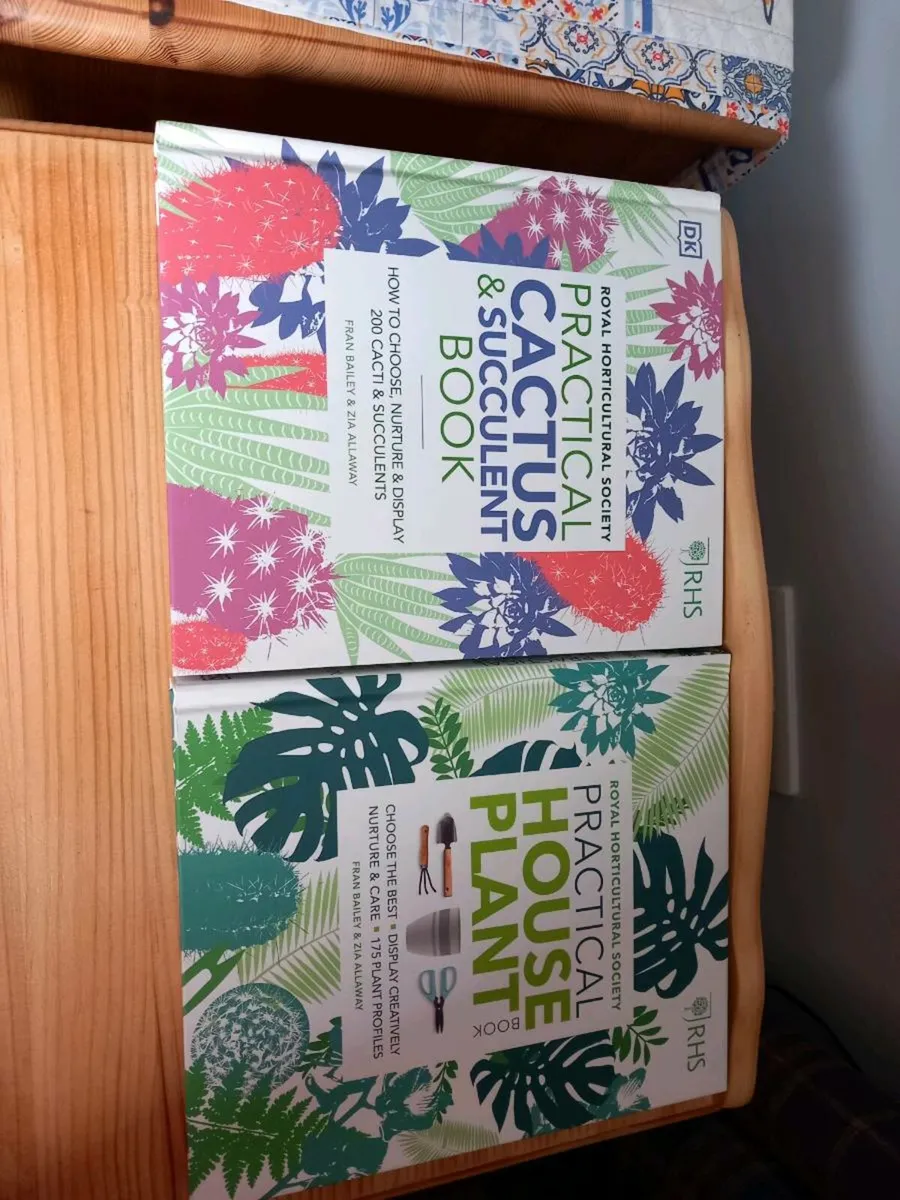 DK
RHS
ROYAL HORTICULTURAL SOCIETY
PRACTICAL
CACTUS
& SUCCULENT
BOOK
HOW TO CHOOSE, NURTURE & DISPLAY
200 CACTI & SUCCULENTS
FRAN BAILEY & ZIA ALLAWAY
RHS
ROYAL HORTICULTURAL SOCIETY
PRACTICAL
HOUSE
PLANT
BOOK
CHOOSE THE BEST ▪ DISPLAY CREATIVELY
NURTURE & CARE ▪ 175 PLANT PROFILES
FRAN BAILEY & ZIA ALLAWAY